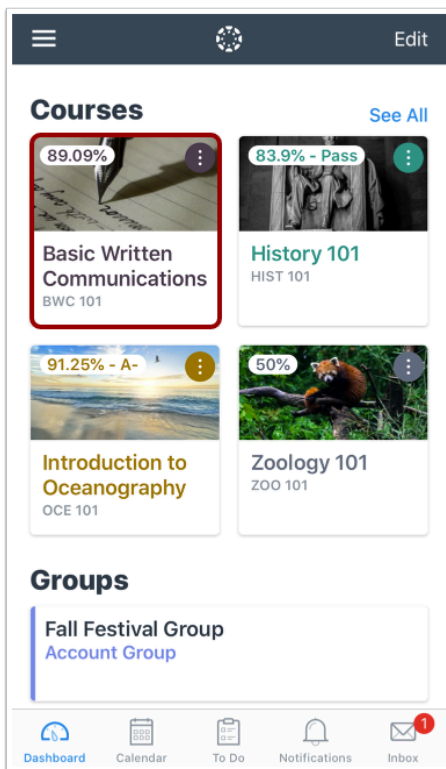 Edit
Courses
See All
89.09%
Basic Written
Communications
BWC 101
83.9% - Pass
History 101
HIST 101
91.25% - A-
Introduction to
Oceanography
OCE 101
50%
Zoology 101
ZOO 101
Groups
Fall Festival Group
Account Group
Dashboard
Calendar
To Do
Notifications
1
Inbox